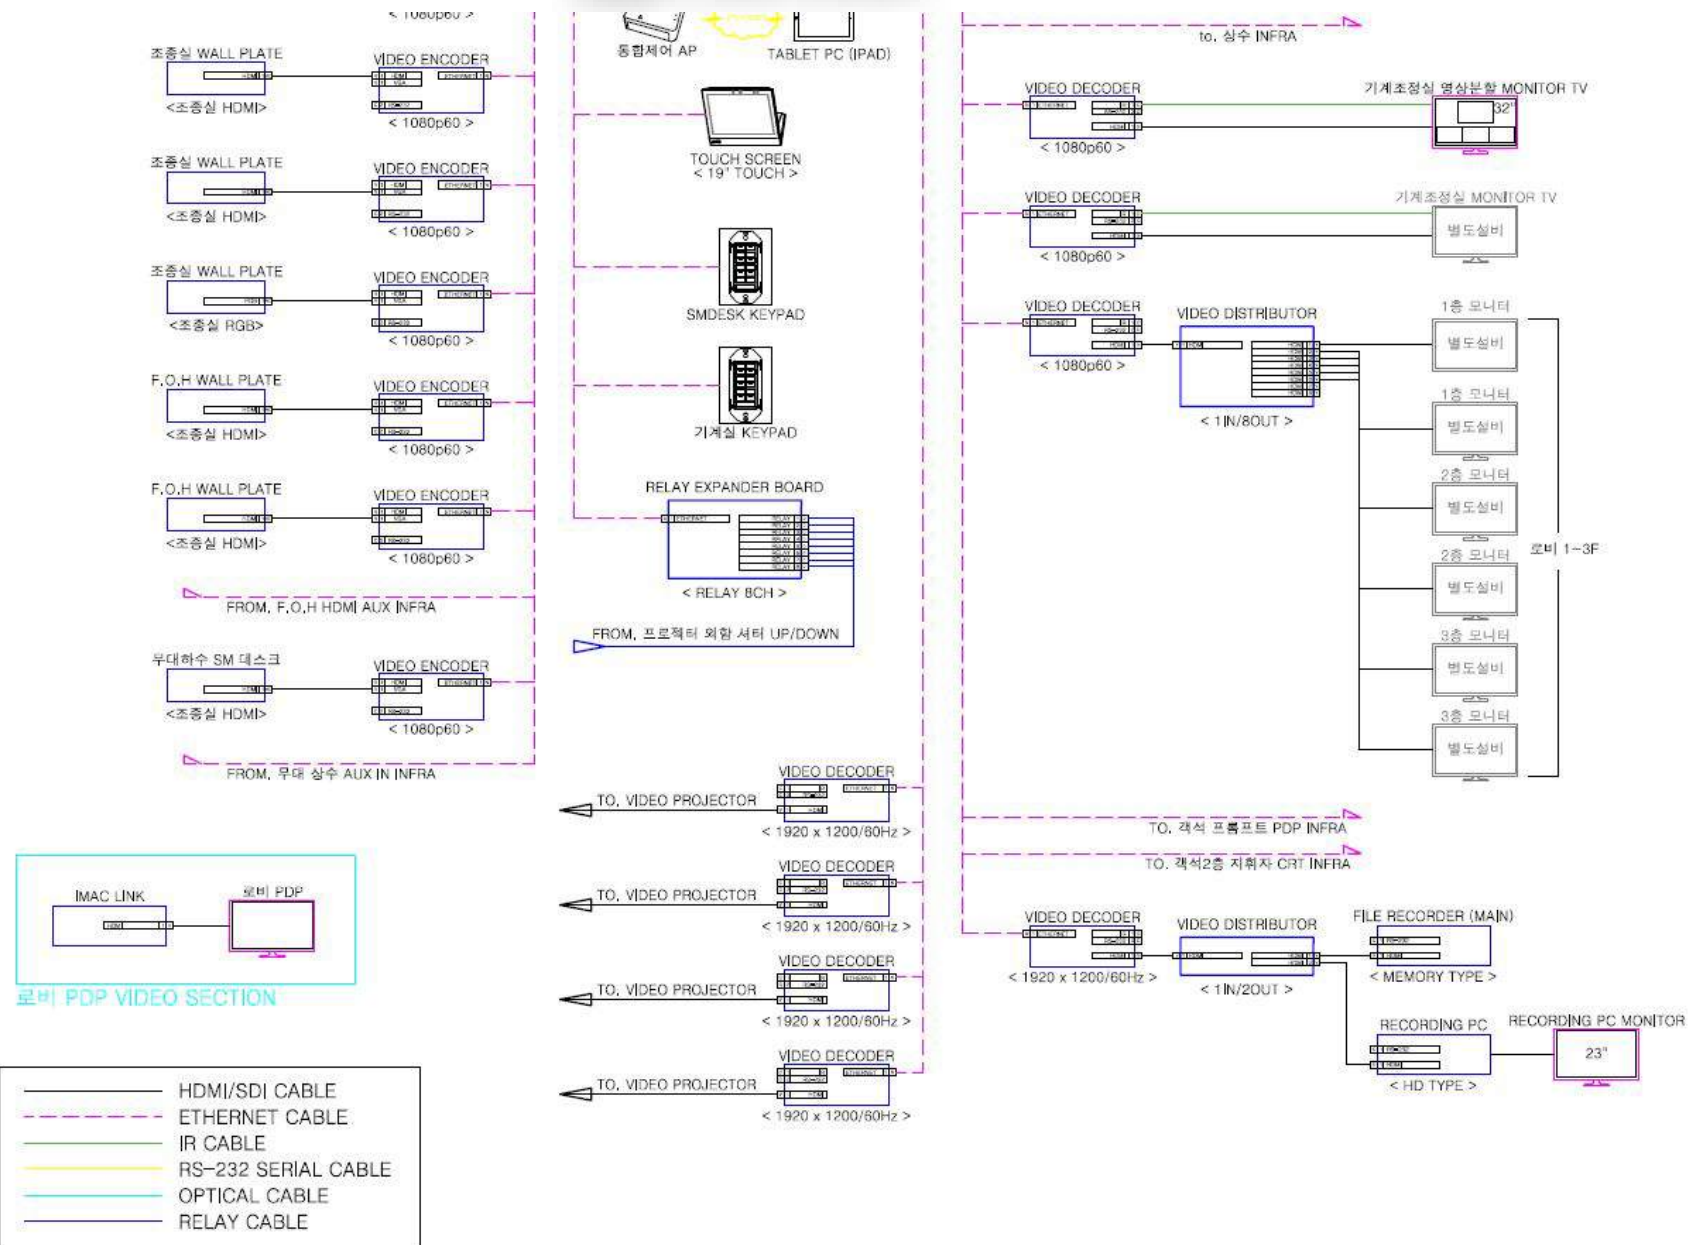 < 1080p60 >
조종실 WALL PLATE
<조종실 HDMI>
VIDEO ENCODER
< 1080p60 >
조종실 WALL PLATE
<조종실 HDMI>
VIDEO ENCODER
< 1080p60 >
조종실 WALL PLATE
<조종실 RGB>
VIDEO ENCODER
< 1080p60 >
F.O.H WALL PLATE
<조종실 HDMI>
VIDEO ENCODER
< 1080p60 >
F.O.H WALL PLATE
<조종실 HDMI>
VIDEO ENCODER
< 1080p60 >
FROM, F.O.H HDMI AUX INFRA
무대하수 SM 데스크
<조종실 HDMI>
VIDEO ENCODER
< 1080p60 >
FROM, 무대 상수 AUX IN INFRA
IMAC LINK
로비 PDP
로비 PDP VIDEO SECTION
HDMI/SDI CABLE
ETHERNET CABLE
IR CABLE
RS-232 SERIAL CABLE
OPTICAL CABLE
RELAY CABLE
통합제어 AP
TABLET PC (IPAD)
TOUCH SCREEN
< 19" TOUCH >
SMDESK KEYPAD
기계실 KEYPAD
RELAY EXPANDER BOARD
ETHERNET
RELAY
RELAY
RELAY
RELAY
RELAY
RELAY
RELAY
RELAY
< RELAY 8CH >
FROM, 프로젝터 외함 셔터 UP/DOWN
VIDEO DECODER
TO, VIDEO PROJECTOR
< 1920 x 1200/60Hz >
VIDEO DECODER
TO, VIDEO PROJECTOR
< 1920 x 1200/60Hz >
VIDEO DECODER
TO, VIDEO PROJECTOR
< 1920 x 1200/60Hz >
VIDEO DECODER
TO, VIDEO PROJECTOR
< 1920 x 1200/60Hz >
to, 상수 INFRA
VIDEO DECODER
< 1080p60 >
기계조정실 영상분할 MONITOR TV
32"
VIDEO DECODER
< 1080p60 >
기계조정실 MONITOR TV
별도설비
VIDEO DECODER
< 1080p60 >
VIDEO DISTRIBUTOR
< 1IN/8OUT >
1층 모니터
별도설비
1층 모니터
별도설비
2층 모니터
별도설비
2층 모니터
별도설비
3층 모니터
별도설비
3층 모니터
별도설비
로비 1-3F
TO. 객석 프롬프트 PDP INFRA
TO. 객석2층 지휘자 CRT INFRA
VIDEO DECODER
< 1920 x 1200/60Hz >
VIDEO DISTRIBUTOR
< 1IN/2OUT >
FILE RECORDER (MAIN)
< MEMORY TYPE >
RECORDING PC
< HD TYPE >
RECORDING PC MONITOR
23"